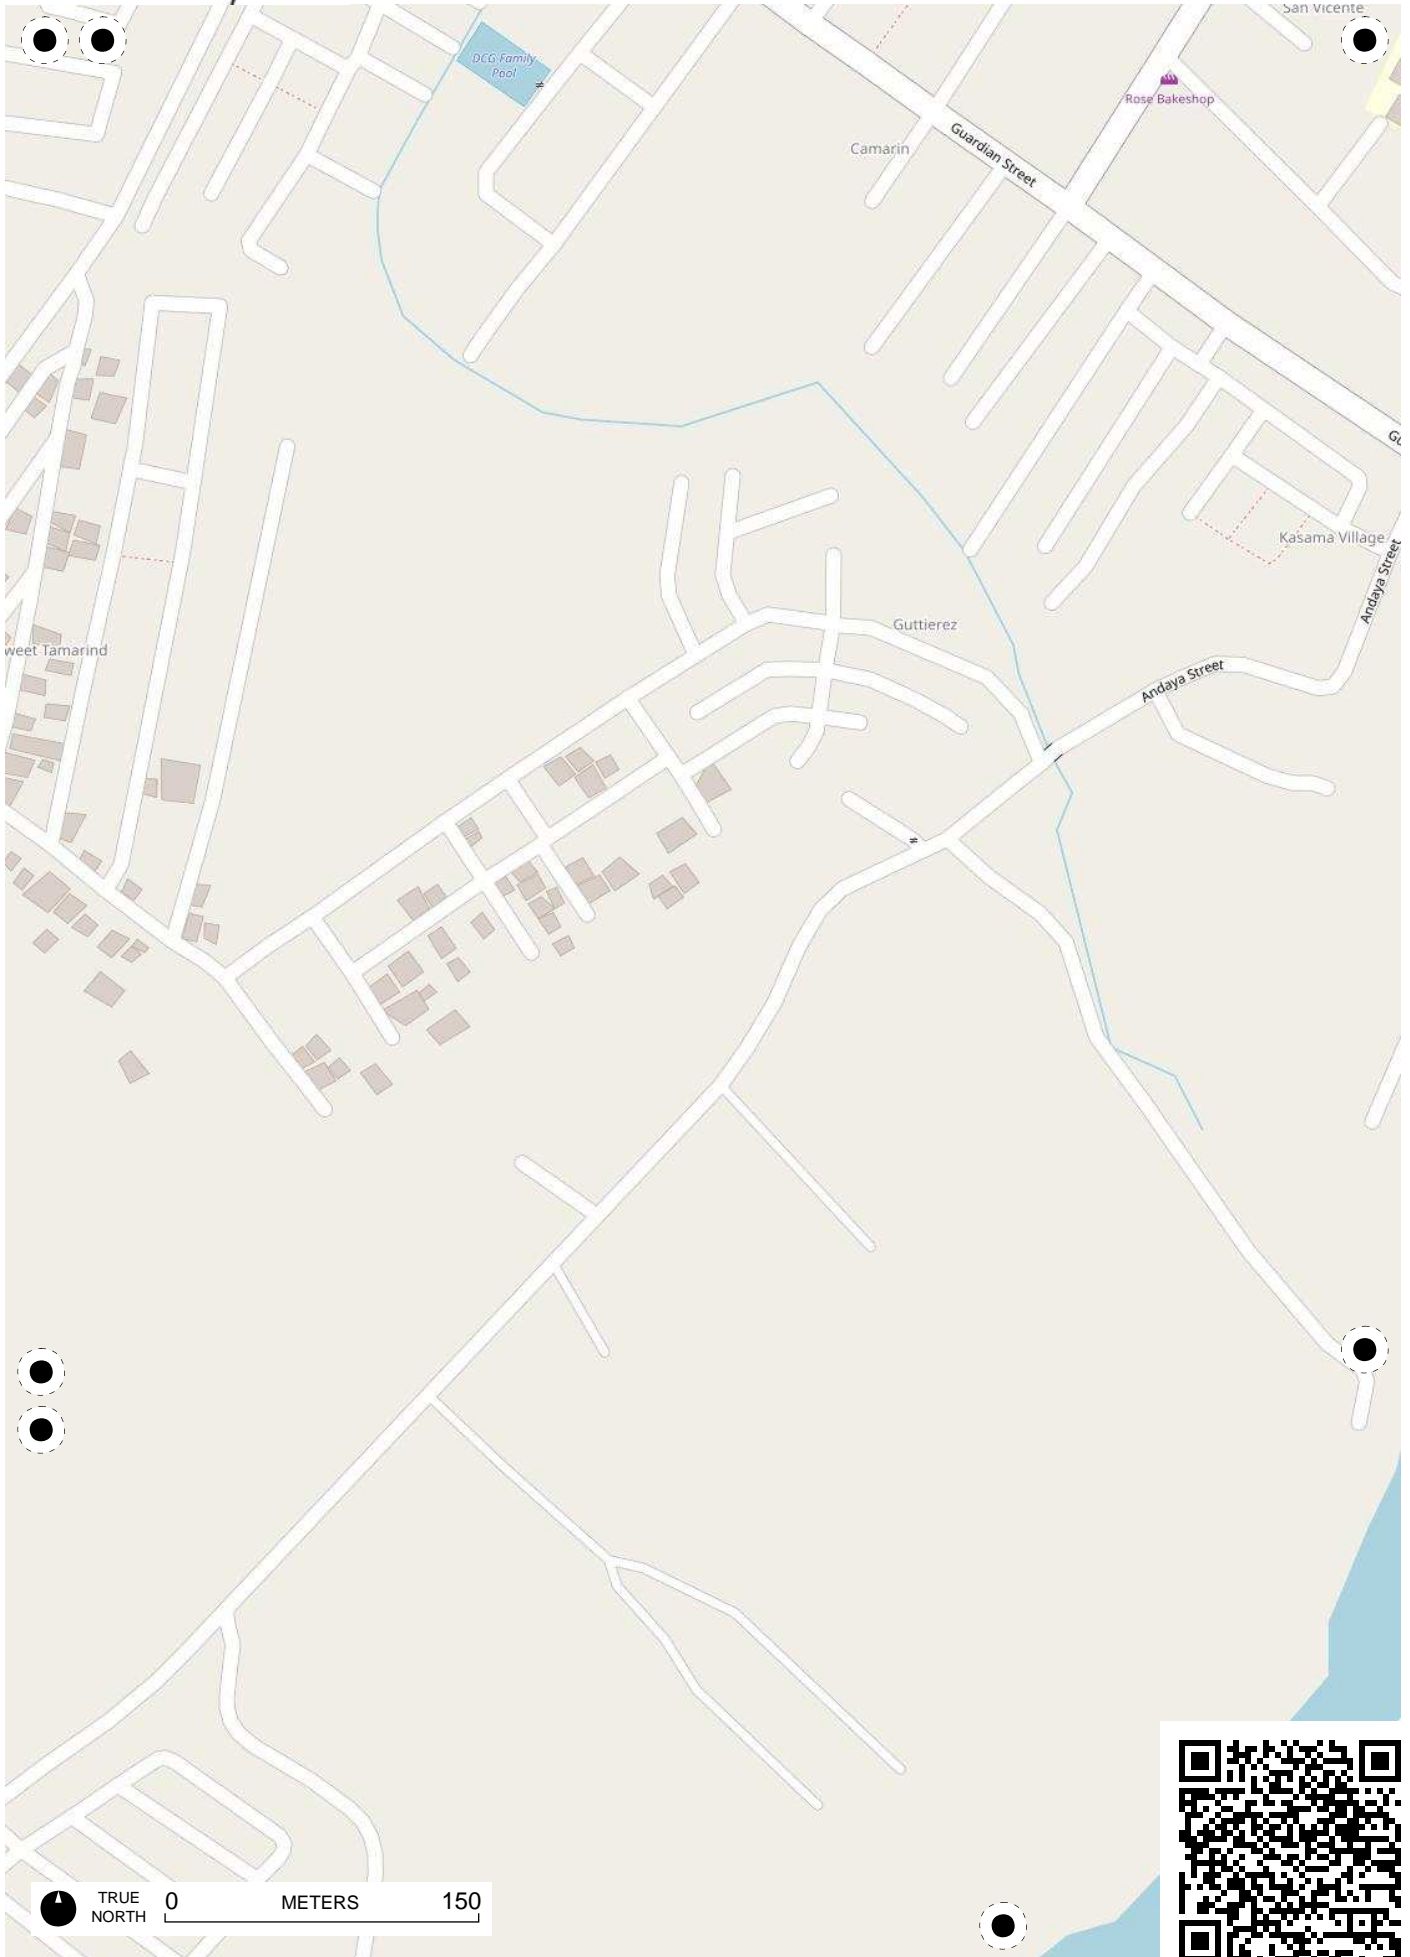 San Vicente
DCG Family
Pool
Rose Bakeshop
Camarin
Guardian Street
Kasama Village
Andaya Street
Guttierez
weet Tamarind
Andaya Street
TRUE
NORTH
0 METERS 150